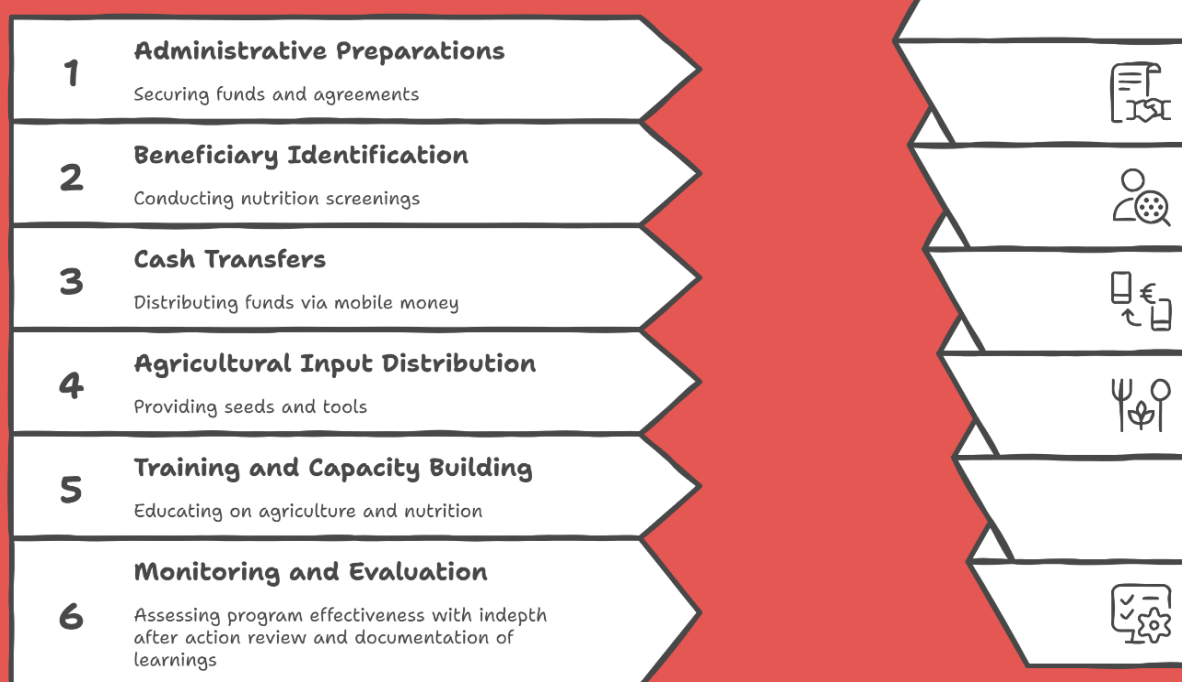 1
Administrative Preparations
Securing funds and agreements
2
Beneficiary Identification
Conducting nutrition screenings
3
Cash Transfers
Distributing funds via mobile money
4
Agricultural Input Distribution
Providing seeds and tools
5
Training and Capacity Building
Educating on agriculture and nutrition
6
Monitoring and Evaluation
Assessing program effectiveness with indepth
after action review and documentation of
learnings
€